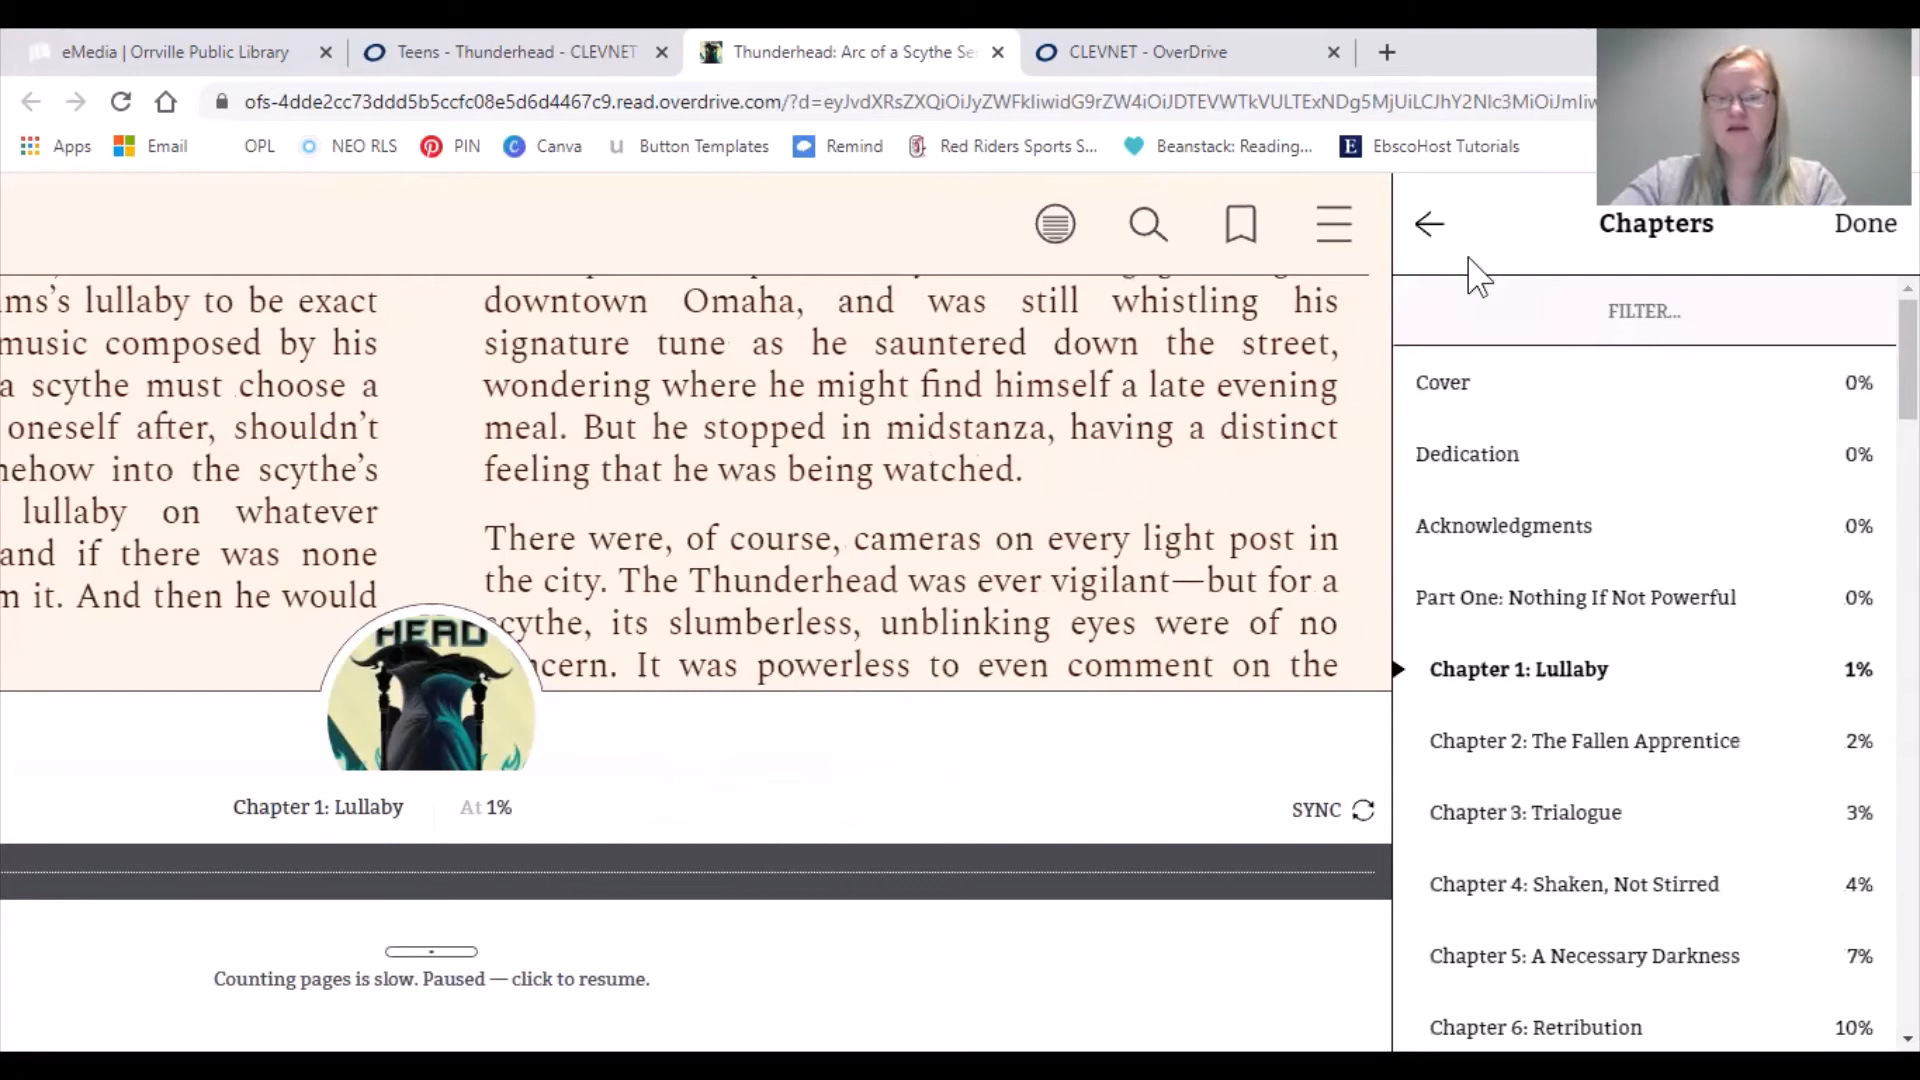 eMedia | Orrville Public Library
Teens - Thunderhead - CLEVNET
Thunderhead: Arc of a Scythe Se
CLEVNET - OverDrive
ofs-4dde2cc73ddd5b5ccfc08e5d6d4467c9.read.overdrive.com/?d=eyJvdXRsZXQiOiJyZWFkIiwidG9rZW4iOiJDTEVWTkVULTExNDg5MjUiLCJhY2Nlc3MiOiJmIiw
Apps
Email
OPL
NEO RLS
PIN
Canva
Button Templates
Remind
Red Riders Sports S...
Beanstack: Reading...
E EbscoHost Tutorials
Chapters
Done
FILTER...
Cover 0%
Dedication 0%
Acknowledgments 0%
Part One: Nothing If Not Powerful 0%
Chapter 1: Lullaby 1%
Chapter 2: The Fallen Apprentice 2%
Chapter 3: Trialogue 3%
Chapter 4: Shaken, Not Stirred 4%
Chapter 5: A Necessary Darkness 7%
Chapter 6: Retribution 10%
ms's lullaby to be exact
music composed by his
a scythe must choose a
oneself after, shouldn't
nehow into the scythe's
lullaby on whatever
and if there was none
m it. And then he would
downtown Omaha, and was still whistling his
signature tune as he sauntered down the street,
wondering where he might find himself a late evening
meal. But he stopped in midstanza, having a distinct
feeling that he was being watched.
There were, of course, cameras on every light post in
the city. The Thunderhead was ever vigilant—but for a
scythe, its slumberless, unblinking eyes were of no
ncern. It was powerless to even comment on the
HEAD
Chapter 1: Lullaby At 1%
SYNC
Counting pages is slow. Paused — click to resume.